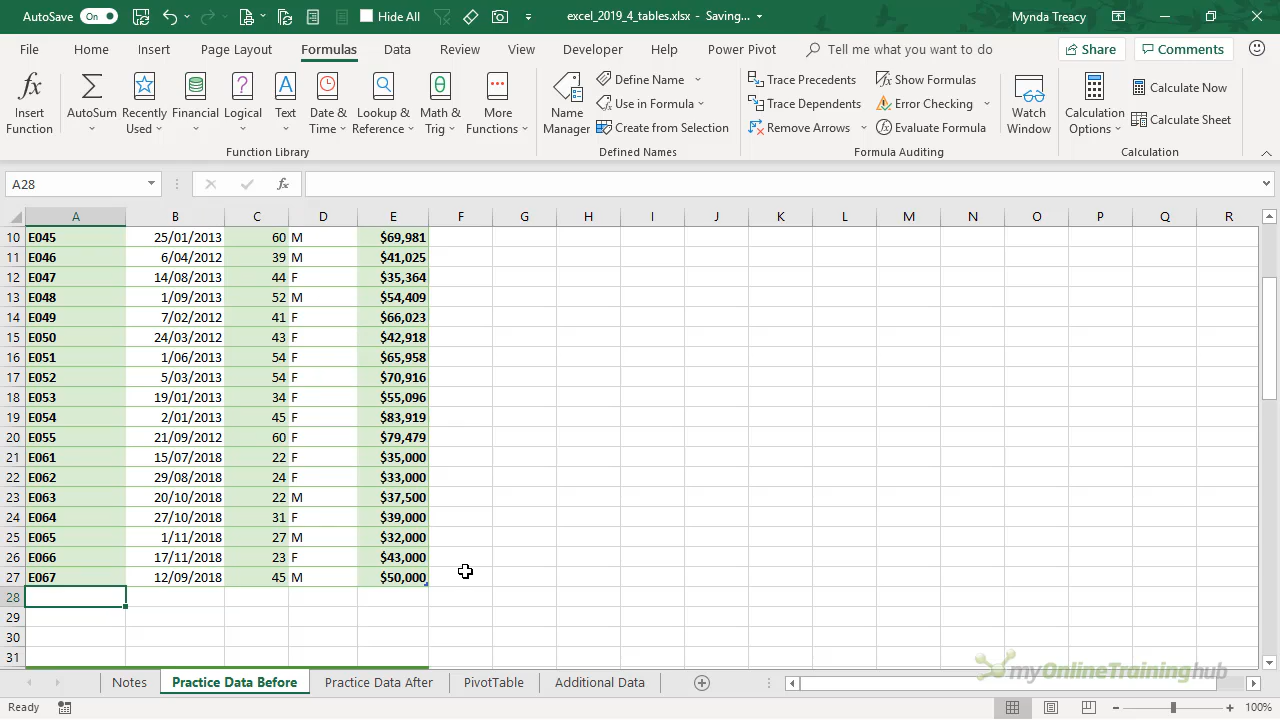 AutoSave On Hide All excel_2019_4_tables.xlsx - Saving... Mynda Treacy
File Home Insert Draw Page Layout Formulas Data Review View Developer Help Power Pivot Tell me what you want to do Share Comments
Insert Function AutoSum Recently Used Financial Logical Text Date & Time Lookup & Reference Math & Trig More Functions
Name Manager Define Name Use in Formula Create from Selection
Trace Precedents Trace Dependents Remove Arrows Show Formulas Error Checking Evaluate Formula
Watch Window Calculation Options Calculate Now Calculate Sheet
Function Library Defined Names Formula Auditing Calculation
A28 fx
A B C D E F G H I J K L M N O P Q R
10 E045 25/01/2013 60 M $69,981
11 E046 6/04/2012 39 M $41,025
12 E047 14/08/2013 44 F $35,364
13 E048 1/09/2013 52 M $54,409
14 E049 7/02/2012 41 F $66,023
15 E050 24/03/2012 43 F $42,918
16 E051 1/06/2013 54 F $65,958
17 E052 5/03/2013 54 F $70,916
18 E053 19/01/2013 34 F $55,096
19 E054 2/01/2013 45 F $83,919
20 E055 21/09/2012 60 F $79,479
21 E061 15/07/2018 22 F $35,000
22 E062 29/08/2018 24 F $33,000
23 E063 20/10/2018 22 M $37,500
24 E064 27/10/2018 31 F $39,000
25 E065 1/11/2018 27 M $32,000
26 E066 17/11/2018 23 F $43,000
27 E067 12/09/2018 45 M $50,000
28
29
30
31
myOnlineTraininghub
Notes Practice Data Before Practice Data After PivotTable Additional Data
Ready 100%